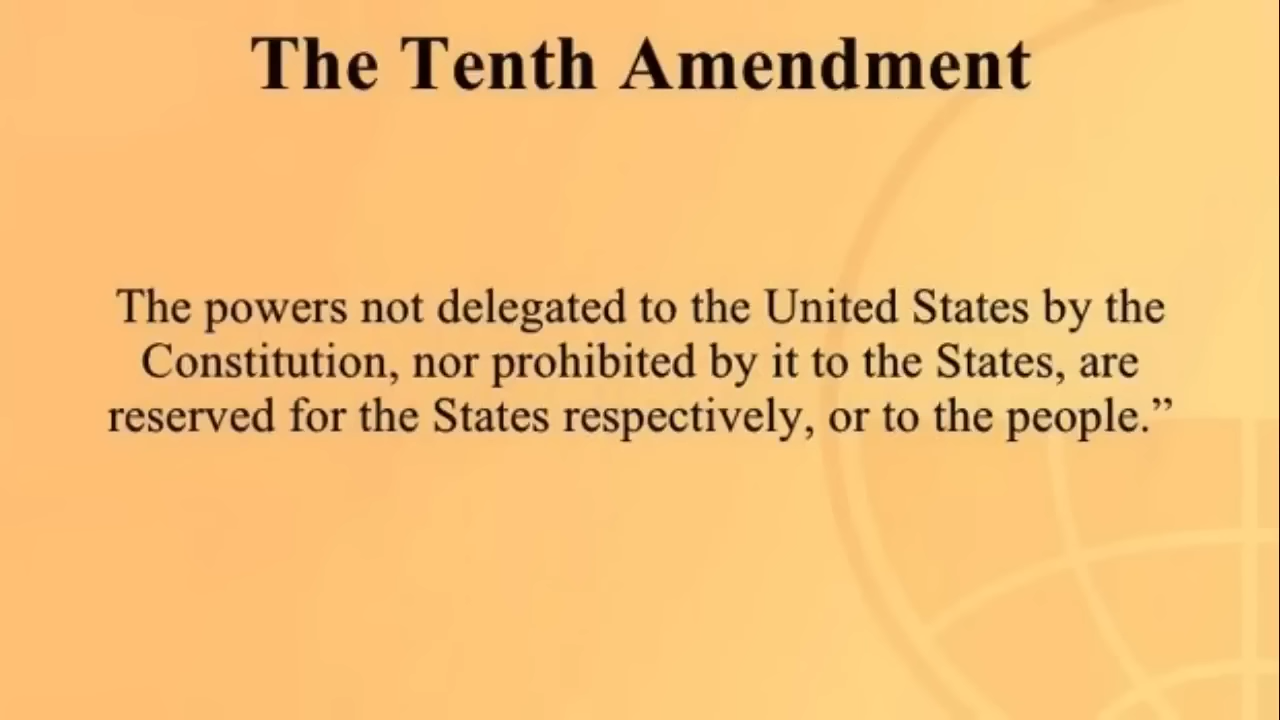 The Tenth Amendment
The powers not delegated to the United States by the
Constitution, nor prohibited by it to the States, are
reserved for the States respectively, or to the people.”